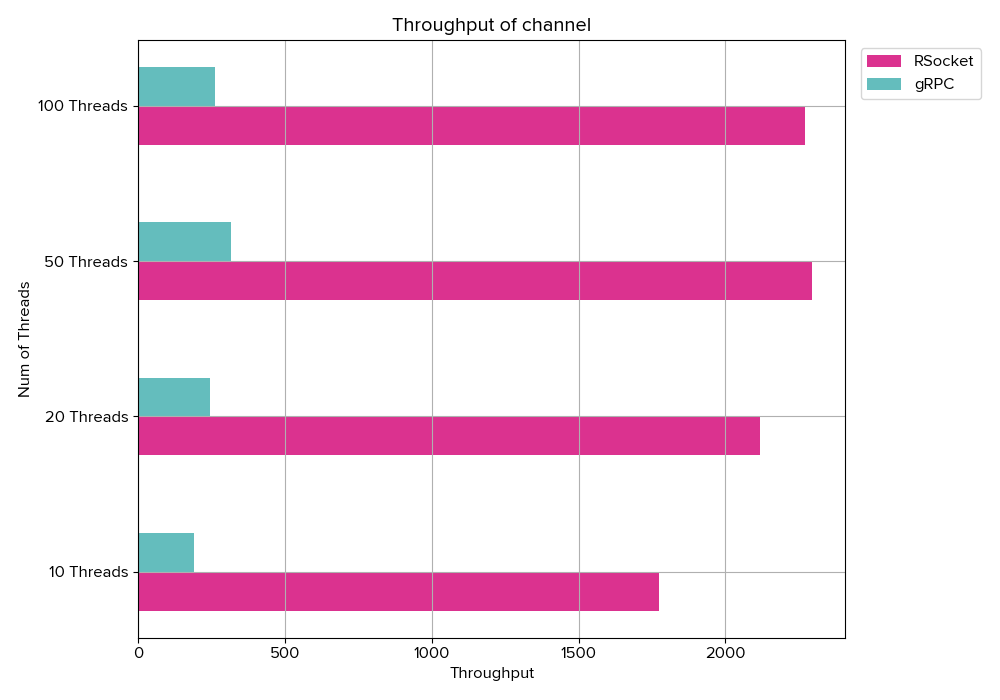 Throughput of channel
RSocket
gRPC
100 Threads
50 Threads
20 Threads
10 Threads
Num of Threads
0 500 1000 1500 2000
Throughput